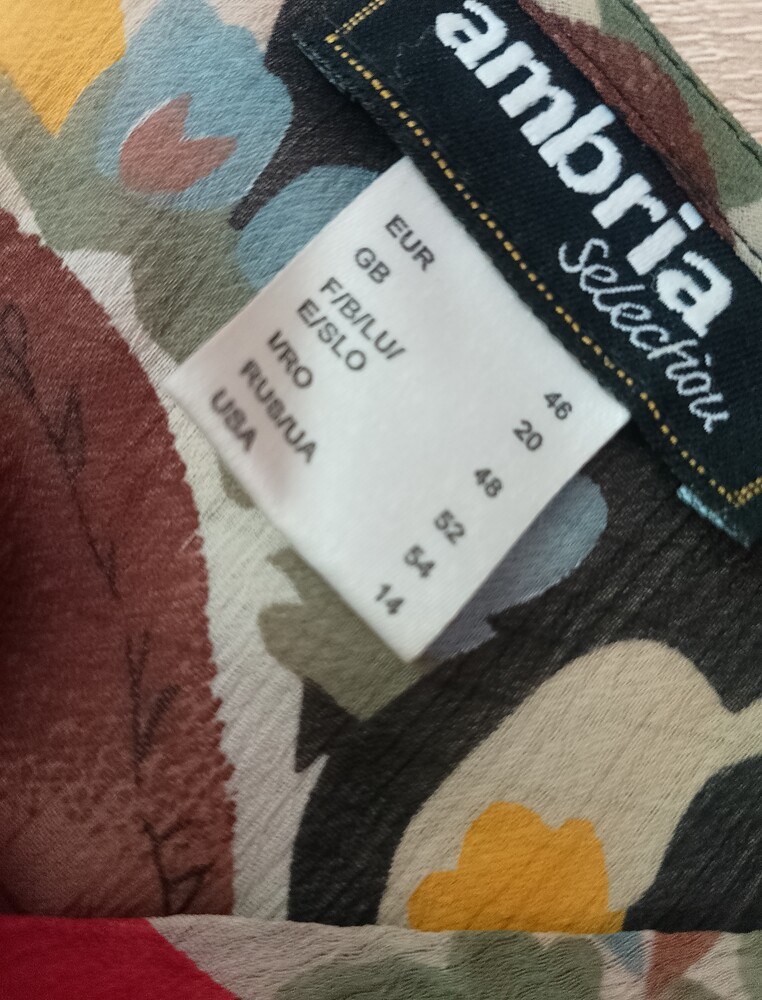 ambria
Selection
EUR 46
GB 20
F/B/LU/
E/SLO 48
I/RO 52
RUS/UA 54
USA 14